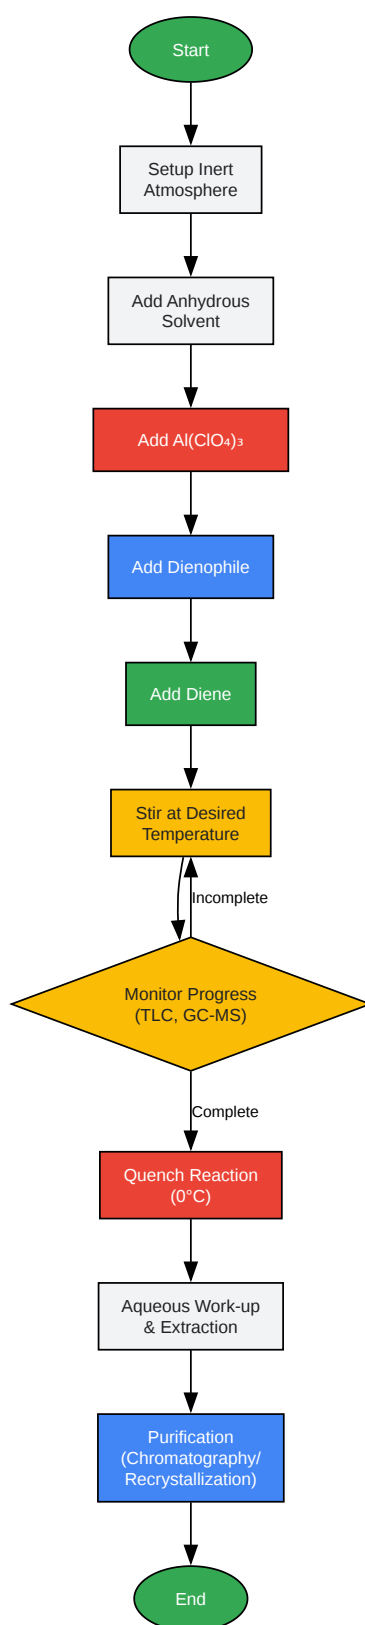 Start
Setup Inert
Atmosphere
Add Anhydrous
Solvent
Add Al(ClO₄)₃
Add Dienophile
Add Diene
Stir at Desired
Temperature
Incomplete
Monitor Progress
(TLC, GC-MS)
Complete
Quench Reaction
(0°C)
Aqueous Work-up
& Extraction
Purification
(Chromatography/
Recrystallization)
End